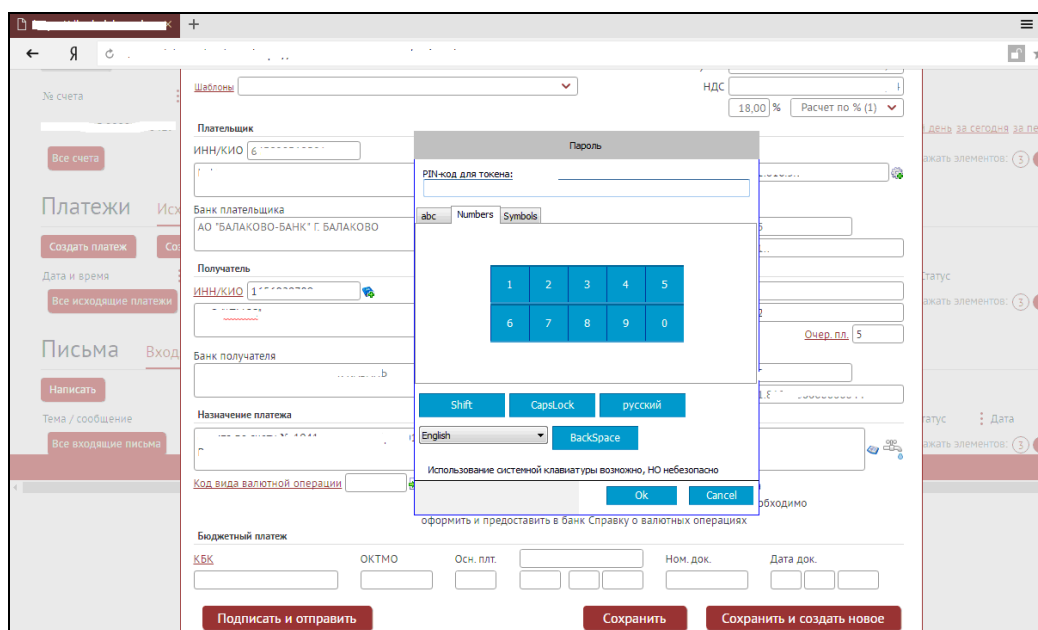 Я
Шаблоны
НДС
№ счета
18,00 % Расчет по % (1)
Плательщик
день за сегодня за пе
ИНН/КИО
Пароль
Все счета
ажать элементов: 3
PIN-код для токена:
Платежи Исх
Банк плательщика
abc Numbers Symbols
АО "БАЛАКОВО-БАНК" Г. БАЛАКОВО
Создать платеж Со
Получатель
Дата и время
татус
ИНН/КИО
1 2 3 4 5
Все исходящие платежи
ажать элементов: 3
6 7 8 9 0
Очер. пл. 5
Письма Вход
Банк получателя
Написать
Shift CapsLock русский
Назначение платежа
Тема / сообщение
татус Дата
English BackSpace
Все входящие письма
ажать элементов: 3
Использование системной клавиатуры возможно, НО небезопасно
Код вида валютной операции
Ok Cancel
обходимо
оформить и предоставить в банк Справку о валютных операциях
Бюджетный платеж
КБК ОКТМО Осн. плт. Ном. док. Дата док.
Подписать и отправить Сохранить Сохранить и создать новое